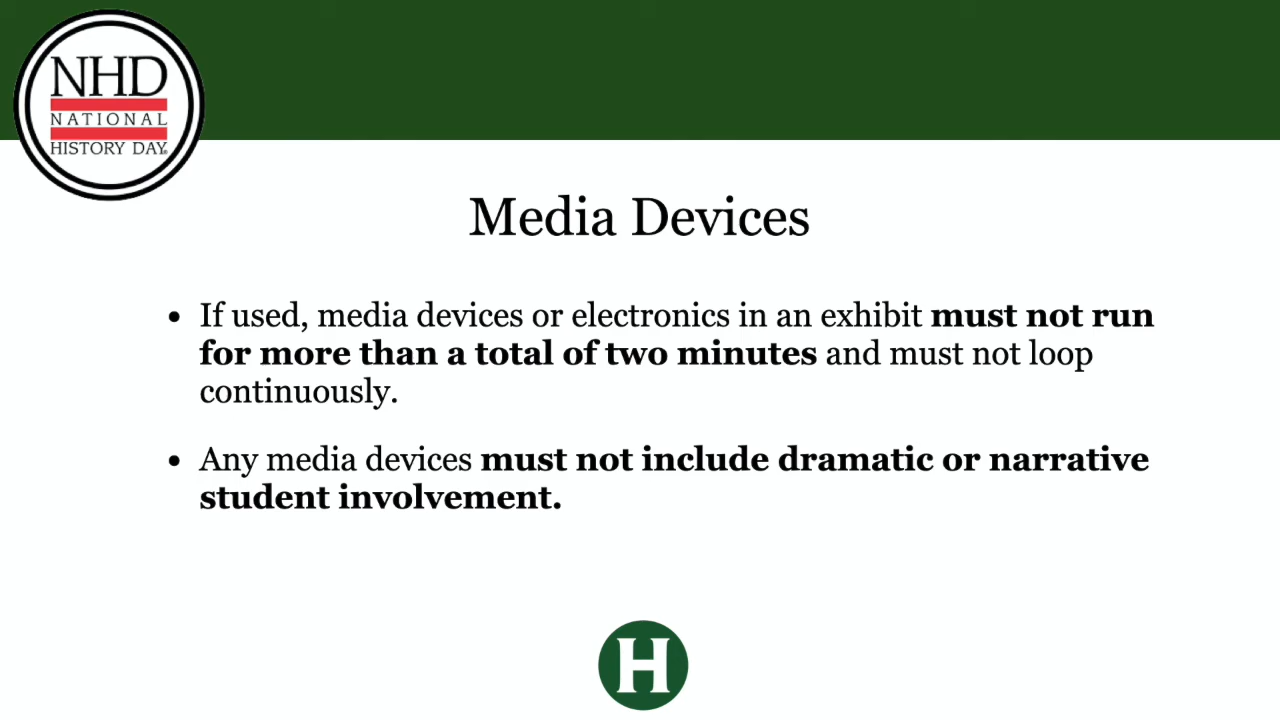 NHD
NATIONAL
HISTORY DAY®
Media Devices
• If used, media devices or electronics in an exhibit must not run
for more than a total of two minutes and must not loop
continuously.
• Any media devices must not include dramatic or narrative
student involvement.
H